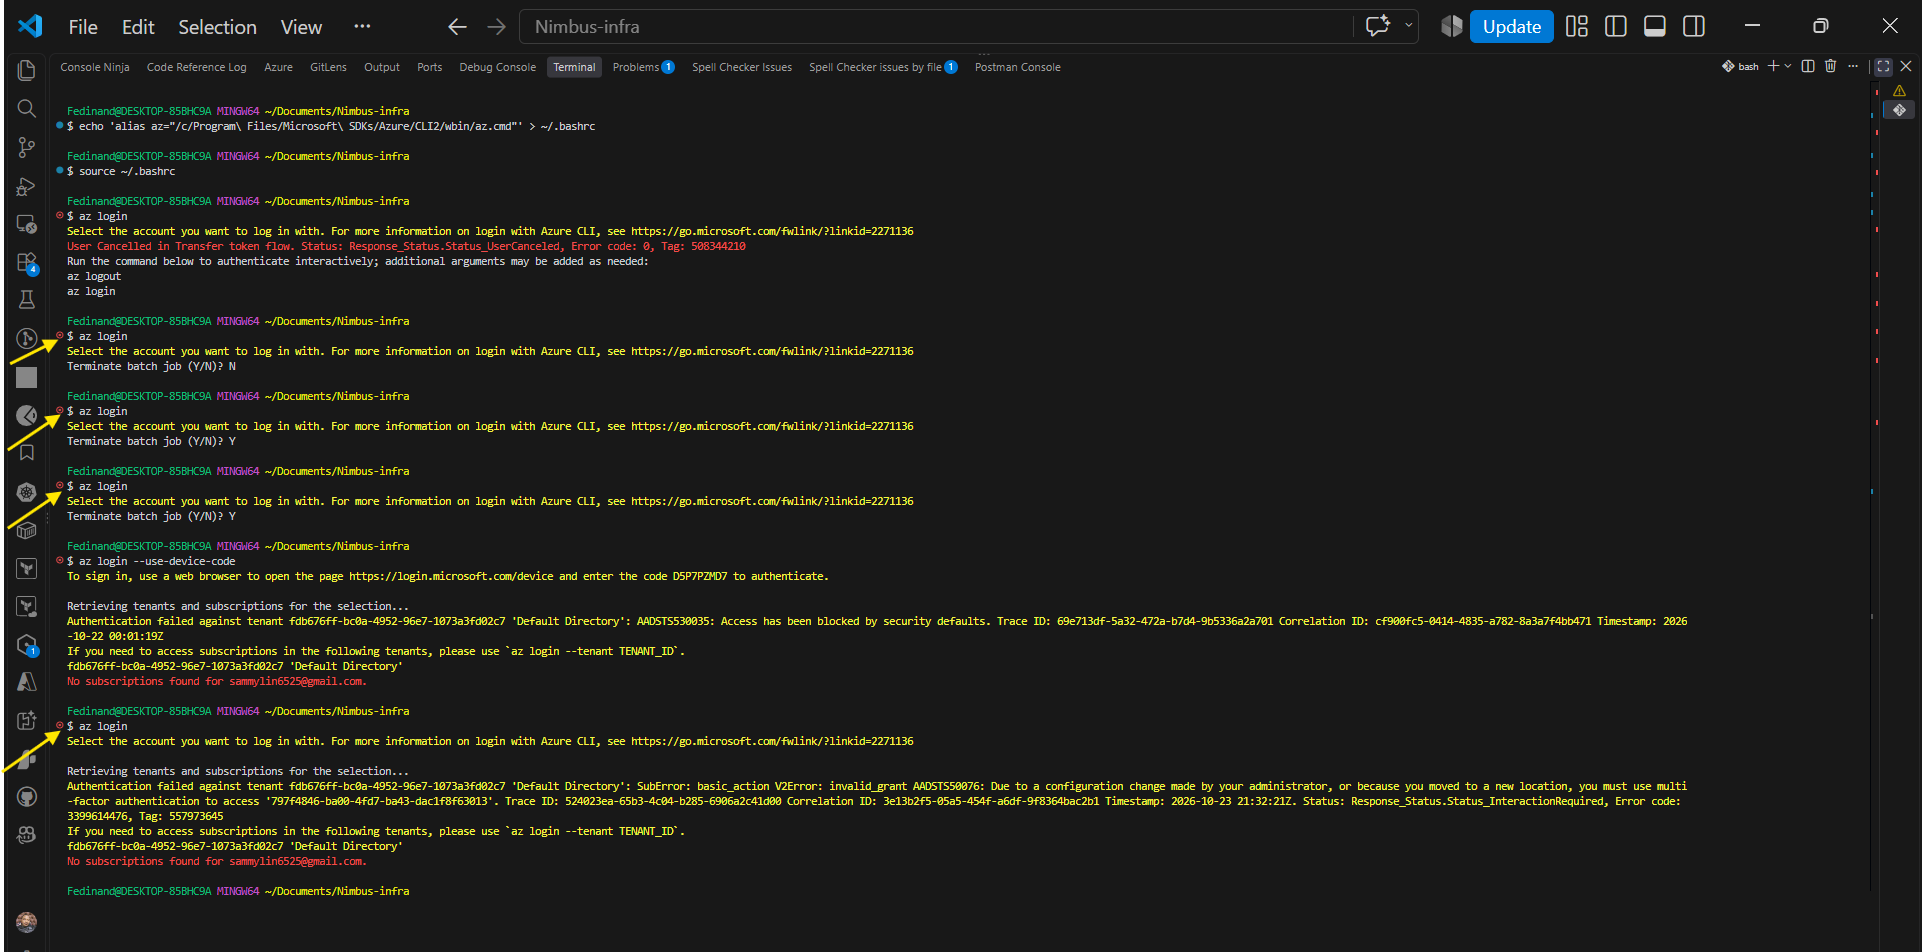 File Edit Selection View ··· Nimbus-infra Update
Console Ninja Code Reference Log Azure GitLens Output Ports Debug Console Terminal Problems 1 Spell Checker Issues Spell Checker issues by file 1 Postman Console bash
Fedinand@DESKTOP-85BHC9A MINGW64 ~/Documents/Nimbus-infra
$ echo 'alias az="/c/Program\ Files/Microsoft\ SDKs/Azure/CLI2/wbin/az.cmd"' > ~/.bashrc
Fedinand@DESKTOP-85BHC9A MINGW64 ~/Documents/Nimbus-infra
$ source ~/.bashrc
Fedinand@DESKTOP-85BHC9A MINGW64 ~/Documents/Nimbus-infra
$ az login
Select the account you want to log in with. For more information on login with Azure CLI, see https://go.microsoft.com/fwlink/?linkid=2271136
User Cancelled in Transfer token flow. Status: Response_Status.Status_UserCanceled, Error code: 0, Tag: 508344210
Run the command below to authenticate interactively; additional arguments may be added as needed:
az logout
az login
Fedinand@DESKTOP-85BHC9A MINGW64 ~/Documents/Nimbus-infra
$ az login
Select the account you want to log in with. For more information on login with Azure CLI, see https://go.microsoft.com/fwlink/?linkid=2271136
Terminate batch job (Y/N)? N
Fedinand@DESKTOP-85BHC9A MINGW64 ~/Documents/Nimbus-infra
$ az login
Select the account you want to log in with. For more information on login with Azure CLI, see https://go.microsoft.com/fwlink/?linkid=2271136
Terminate batch job (Y/N)? Y
Fedinand@DESKTOP-85BHC9A MINGW64 ~/Documents/Nimbus-infra
$ az login
Select the account you want to log in with. For more information on login with Azure CLI, see https://go.microsoft.com/fwlink/?linkid=2271136
Terminate batch job (Y/N)? Y
Fedinand@DESKTOP-85BHC9A MINGW64 ~/Documents/Nimbus-infra
$ az login --use-device-code
To sign in, use a web browser to open the page https://login.microsoft.com/device and enter the code D5P7PZMD7 to authenticate.
Retrieving tenants and subscriptions for the selection...
Authentication failed against tenant fdb676ff-bc0a-4952-96e7-1073a3fd02c7 'Default Directory': AADSTS530035: Access has been blocked by security defaults. Trace ID: 69e713df-5a32-472a-b7d4-9b5336a2a701 Correlation ID: cf900fc5-0414-4835-a782-8a3a7f4bb471 Timestamp: 2026
-10-22 00:01:19Z
If you need to access subscriptions in the following tenants, please use `az login --tenant TENANT_ID`.
fdb676ff-bc0a-4952-96e7-1073a3fd02c7 'Default Directory'
No subscriptions found for sammylin6525@gmail.com.
Fedinand@DESKTOP-85BHC9A MINGW64 ~/Documents/Nimbus-infra
$ az login
Select the account you want to log in with. For more information on login with Azure CLI, see https://go.microsoft.com/fwlink/?linkid=2271136
Retrieving tenants and subscriptions for the selection...
Authentication failed against tenant fdb676ff-bc0a-4952-96e7-1073a3fd02c7 'Default Directory': SubError: basic_action V2Error: invalid_grant AADSTS50076: Due to a configuration change made by your administrator, or because you moved to a new location, you must use multi
-factor authentication to access '797f4846-ba00-4fd7-ba43-dac1f8f63013'. Trace ID: 524023ea-65b3-4c04-b285-6906a2c41d00 Correlation ID: 3e13b2f5-05a5-454f-a6df-9f8364bac2b1 Timestamp: 2026-10-23 21:32:21Z. Status: Response_Status.Status_InteractionRequired, Error code:
3399614476, Tag: 557973645
If you need to access subscriptions in the following tenants, please use `az login --tenant TENANT_ID`.
fdb676ff-bc0a-4952-96e7-1073a3fd02c7 'Default Directory'
No subscriptions found for sammylin6525@gmail.com.
Fedinand@DESKTOP-85BHC9A MINGW64 ~/Documents/Nimbus-infra
4
1